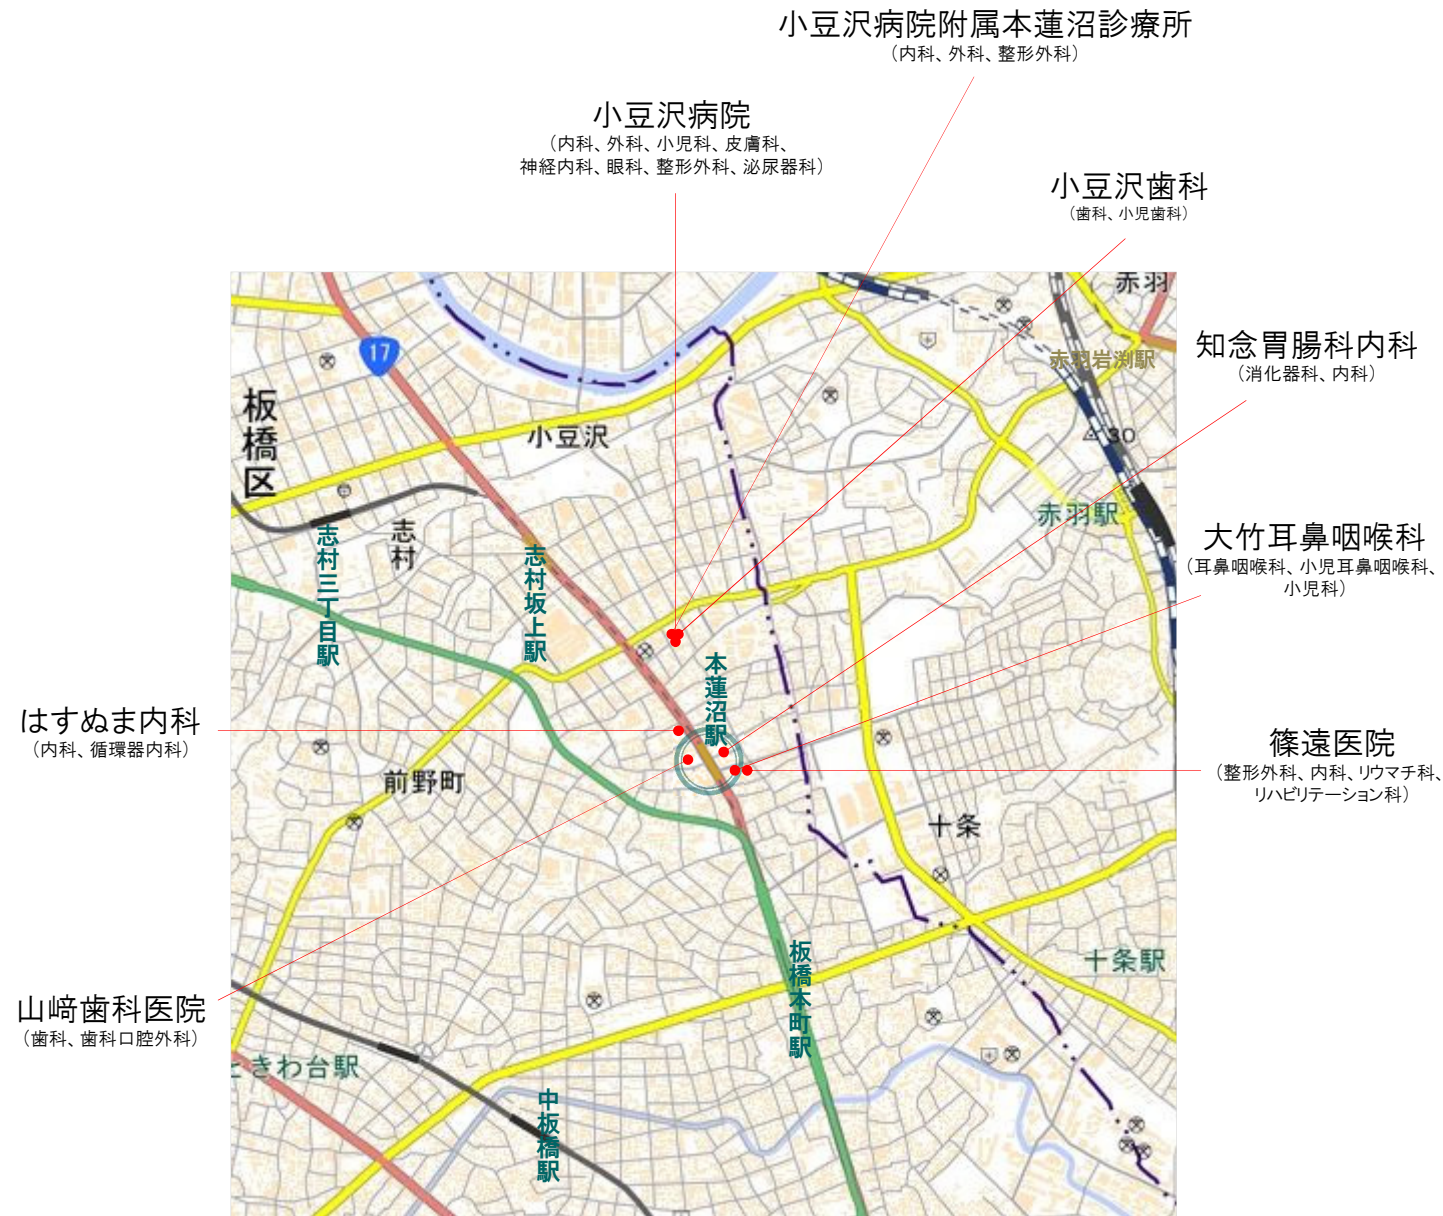 小豆沢病院附属本蓮沼診療所
（内科、外科、整形外科）
小豆沢病院
（内科、外科、小児科、皮膚科、
神経内科、眼科、整形外科、泌尿器科）
小豆沢歯科
（歯科、小児歯科）
知念胃腸科内科
（消化器科、内科）
大竹耳鼻咽喉科
（耳鼻咽喉科、小児耳鼻咽喉科、
小児科）
篠遠医院
（整形外科、内科、リウマチ科、
リハビリテーション科）
はすぬま内科
（内科、循環器内科）
山﨑歯科医院
（歯科、歯科口腔外科）
赤羽
17
赤羽岩渕駅
板橋区
小豆沢
30
赤羽駅
志村
志村三丁目駅
志村坂上駅
本蓮沼駅
前野町
十条
十条駅
板橋本町駅
ときわ台駅
中板橋駅